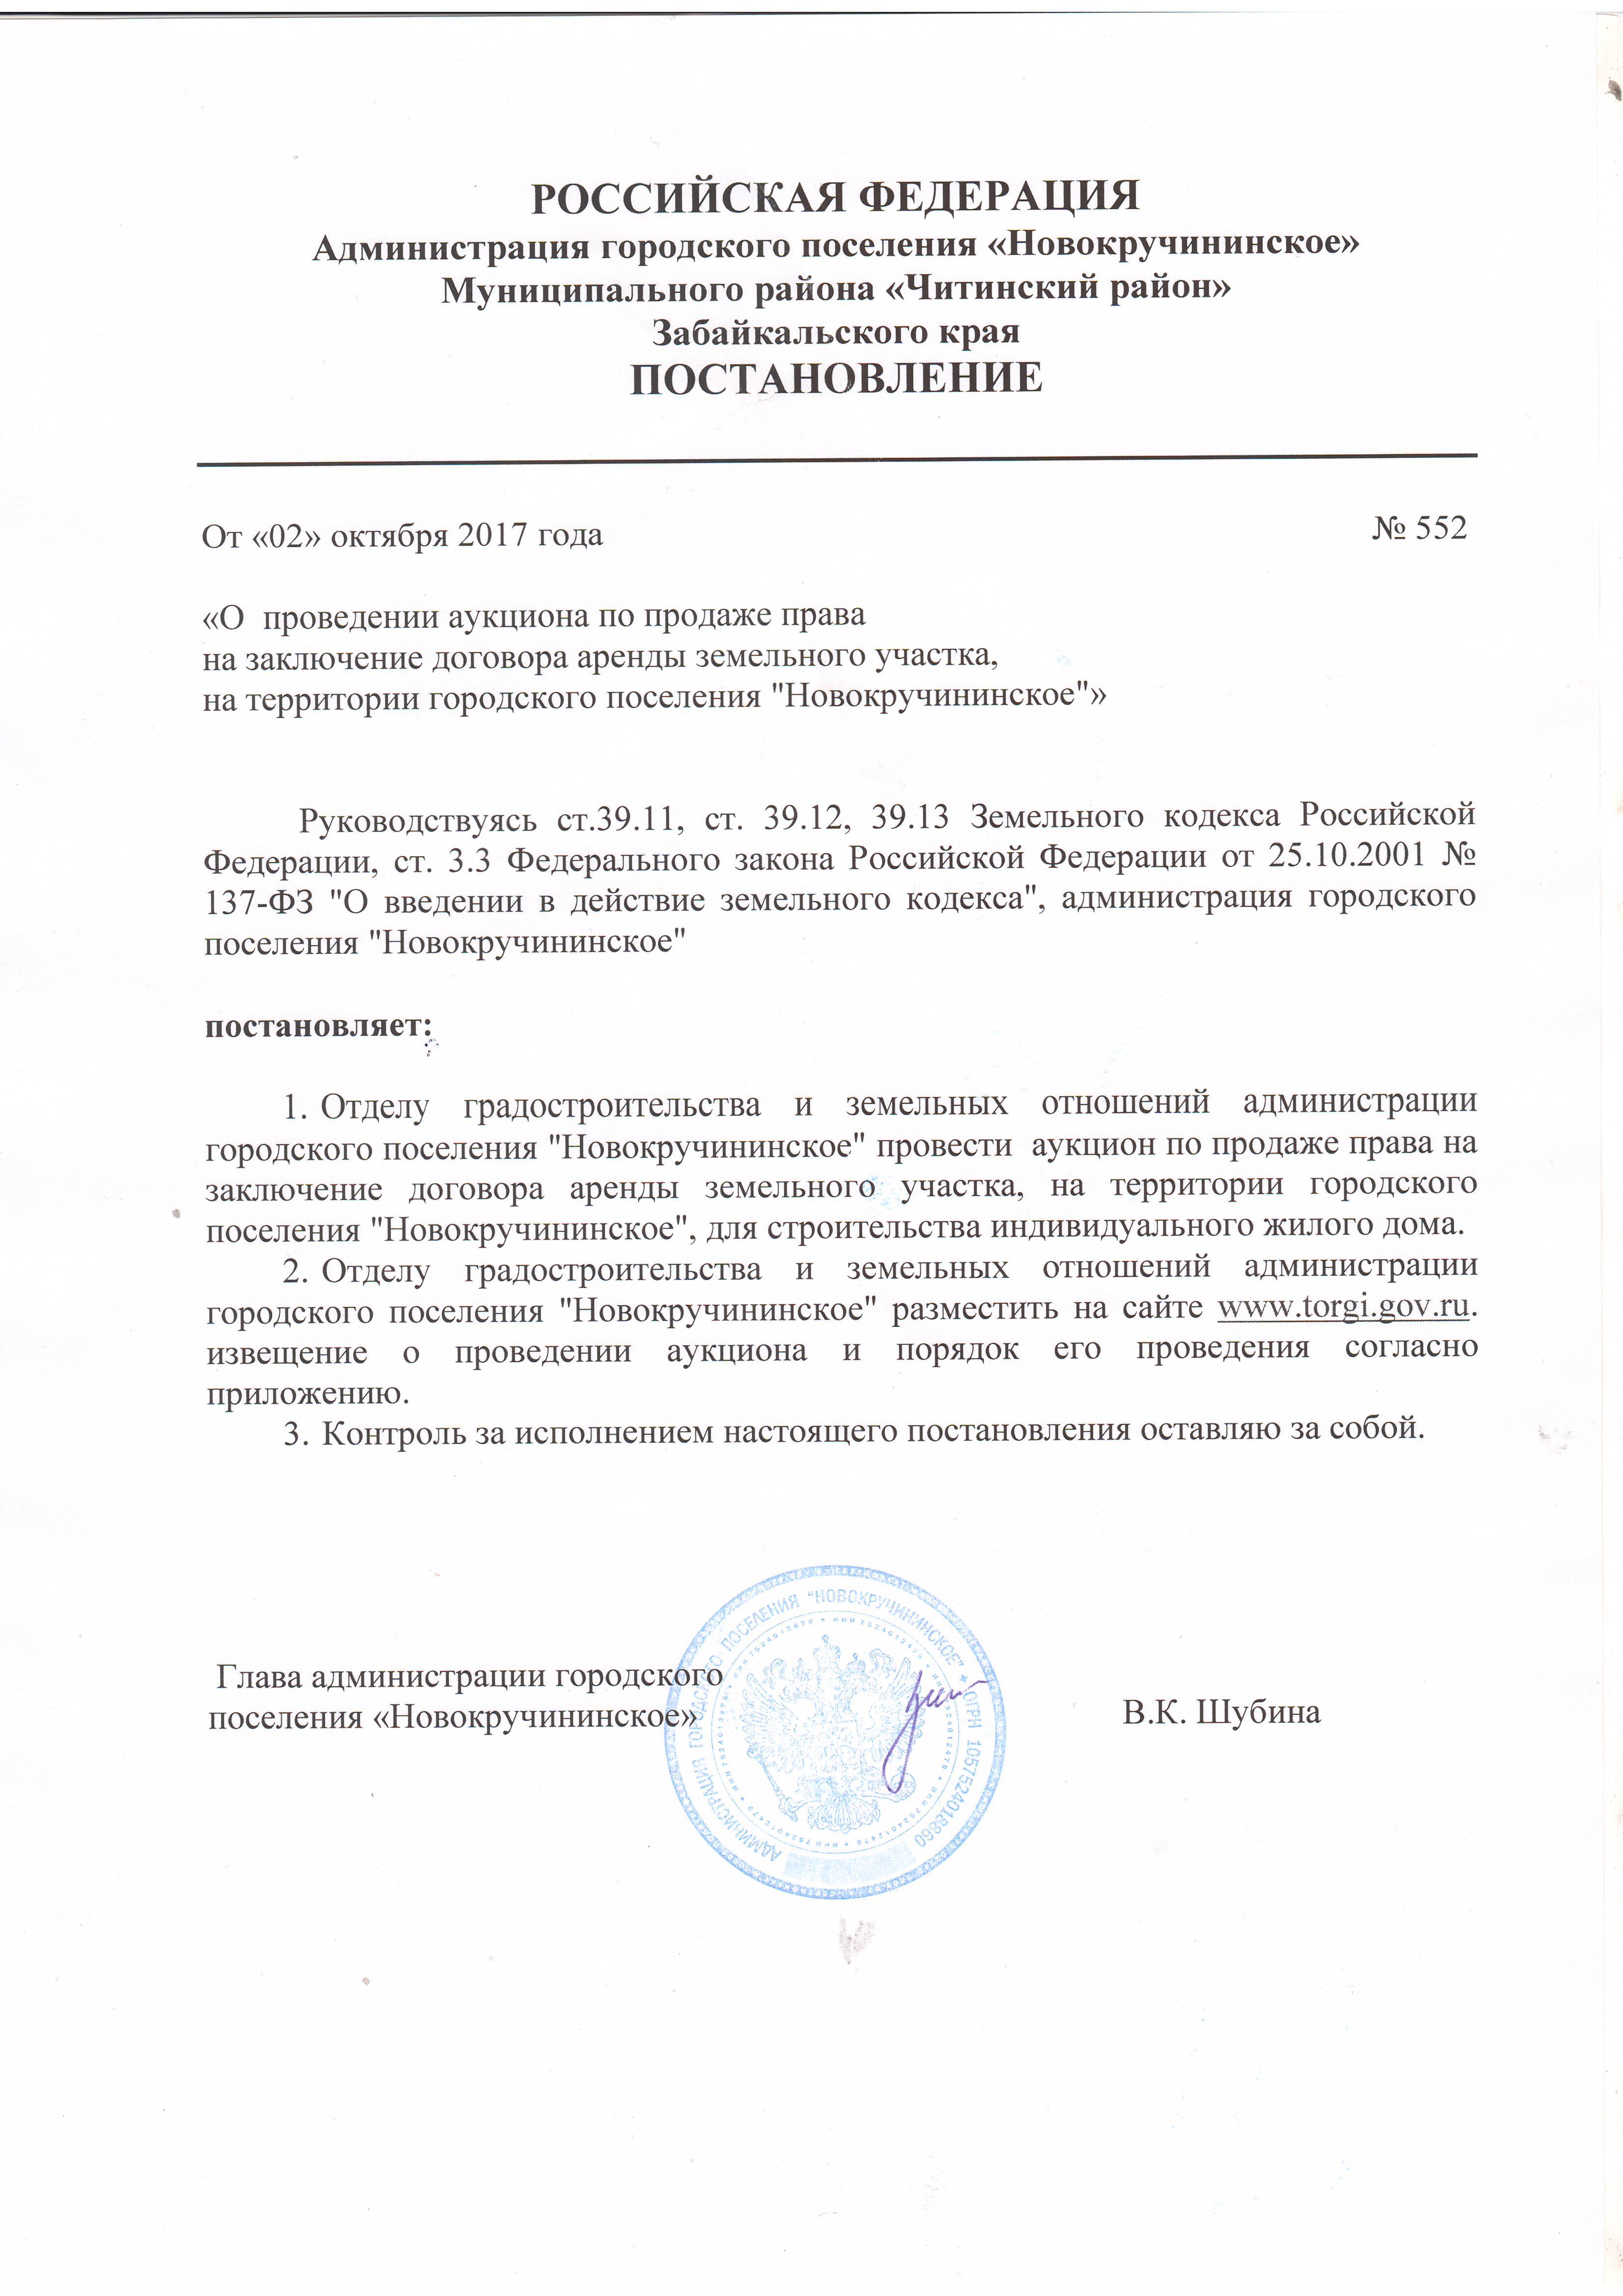 РОССИЙСКАЯ ФЕДЕРАЦИЯ
Администрация городского поселения «Новокручининское»
Муниципального района «Читинский район»
Забайкальского края
ПОСТАНОВЛЕНИЕ
От «02» октября 2017 года № 552
«О проведении аукциона по продаже права
на заключение договора аренды земельного участка,
на территории городского поселения "Новокручининское"»
Руководствуясь ст.39.11, ст. 39.12, 39.13 Земельного кодекса Российской
Федерации, ст. 3.3 Федерального закона Российской Федерации от 25.10.2001 №
137-ФЗ "О введении в действие земельного кодекса", администрация городского
поселения "Новокручининское"
постановляет:
1. Отделу градостроительства и земельных отношений администрации
городского поселения "Новокручининское" провести аукцион по продаже права на
заключение договора аренды земельного участка, на территории городского
поселения "Новокручининское", для строительства индивидуального жилого дома.
2. Отделу градостроительства и земельных отношений администрации
городского поселения "Новокручининское" разместить на сайте www.torgi.gov.ru.
извещение о проведении аукциона и порядок его проведения согласно
приложению.
3. Контроль за исполнением настоящего постановления оставляю за собой.
Глава администрации городского
поселения «Новокручининское» В.К. Шубина
АДМИНИСТРАЦИЯ ГОРОДСКОГО ПОСЕЛЕНИЯ "НОВОКРУЧИНИНСКОЕ" * ОГРН 1057524018860